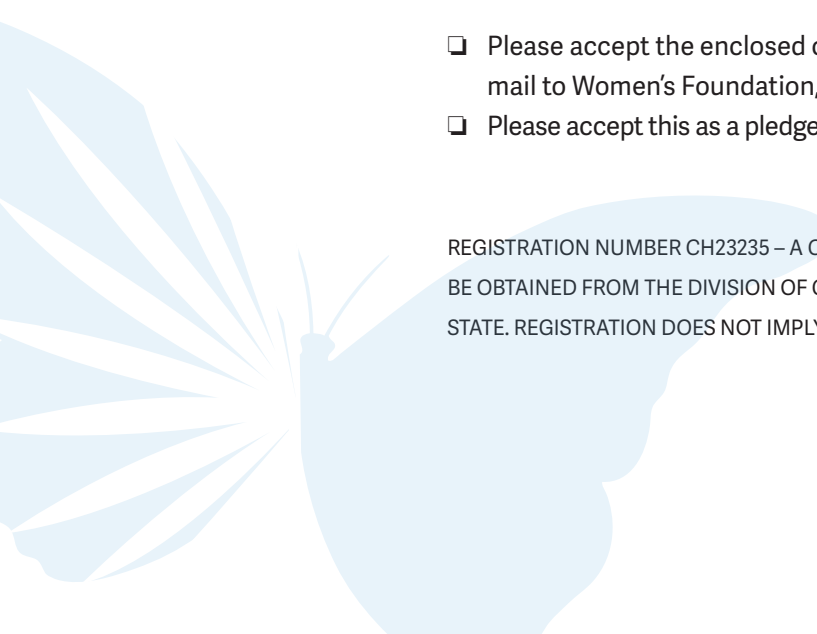 ❏ Please accept the enclosed
mail to Women's Foundation,
❏ Please accept this as a pledge
REGISTRATION NUMBER CH23235 – A
BE OBTAINED FROM THE DIVISION OF
STATE. REGISTRATION DOES NOT IMPLY